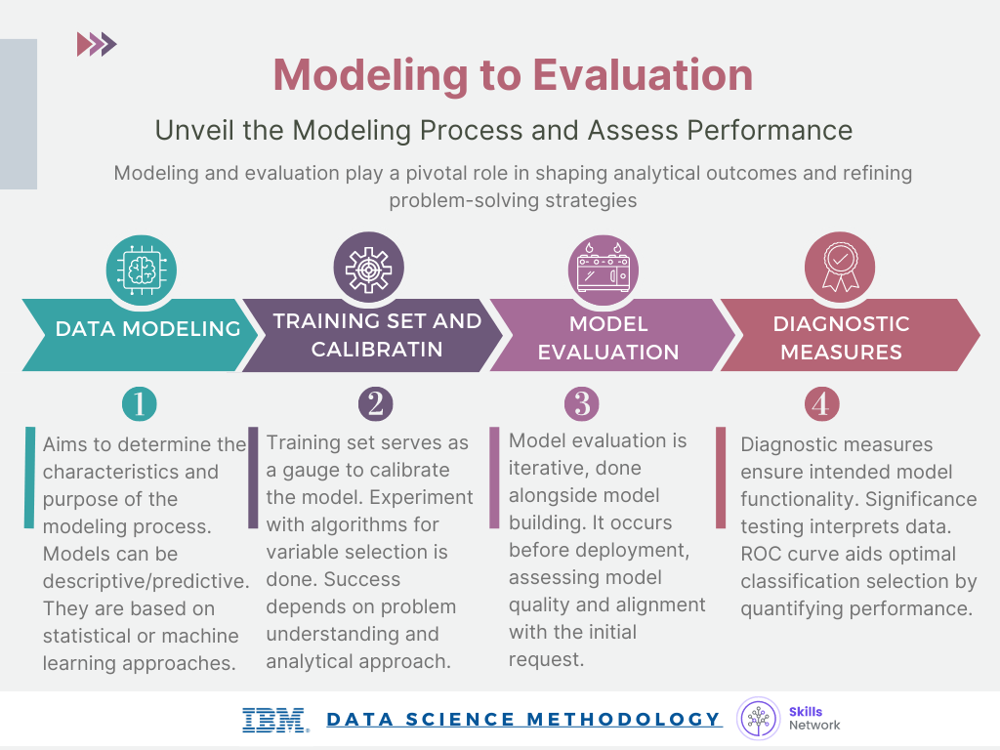 Modeling to Evaluation
Unveil the Modeling Process and Assess Performance
Modeling and evaluation play a pivotal role in shaping analytical outcomes and refining
problem-solving strategies
DATA MODELING
TRAINING SET AND
CALIBRATIN
MODEL
EVALUATION
DIAGNOSTIC
MEASURES
1
Aims to determine the
characteristics and
purpose of the
modeling process.
Models can be
descriptive/predictive.
They are based on
statistical or machine
learning approaches.
2
Training set serves as
a gauge to calibrate
the model. Experiment
with algorithms for
variable selection is
done. Success
depends on problem
understanding and
analytical approach.
3
Model evaluation is
iterative, done
alongside model
building. It occurs
before deployment,
assessing model
quality and alignment
with the initial
request.
4
Diagnostic measures
ensure intended model
functionality. Significance
testing interprets data.
ROC curve aids optimal
classification selection by
quantifying performance.
IBM®
DATA SCIENCE METHODOLOGY
Skills
Network